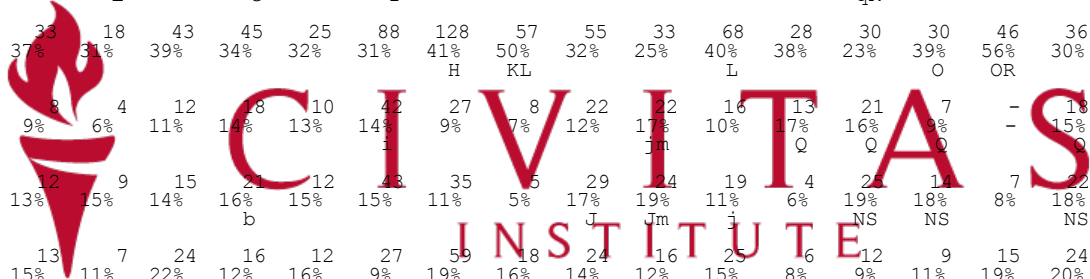 33 18 43 45 25 88 128 57 55 33 68 28 30 30 46 36
37% 31% 39% 34% 32% 31% 41% 50% 32% 25% 40% 38% 23% 39% 56% 30%
H KL L O OR
8 4 12 18 10 42 27 8 22 22 16 13 21 7 - 18
9% 6% 11% 14% 13% 14% 9% 7% 12% 17% 10% 17% 16% 9% - 15%
i jm Q Q Q Q
CIVITAS
12 9 15 21 12 43 35 5 29 24 19 4 25 14 7 22
13% 15% 14% 16% 15% 15% 11% 5% 17% 19% 11% 6% 19% 18% 8% 18%
b J Jm j NS NS NS
INSTITUTE
13 7 24 16 12 27 59 18 24 16 25 6 12 9 15 24
15% 11% 22% 12% 16% 9% 19% 16% 14% 12% 15% 8% 9% 11% 19% 20%